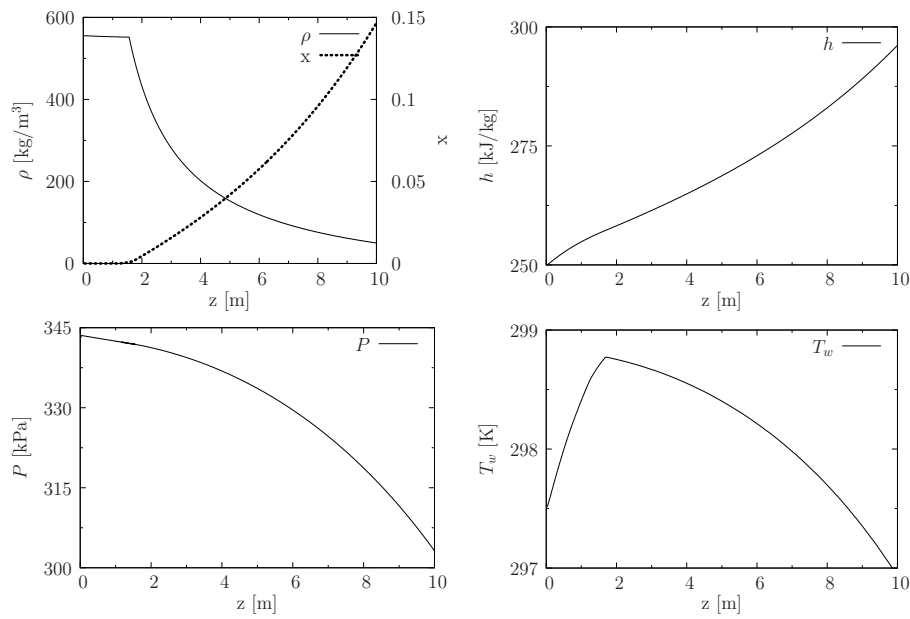 600
400
200
0
ρ [kg/m³]
0.15
0.1
0.05
0
x
ρ
x
0 2 4 6 8 10
z [m]
300
275
250
h [kJ/kg]
h
0 2 4 6 8 10
z [m]
345
330
315
300
P [kPa]
P
0 2 4 6 8 10
z [m]
299
298
297
T_w [K]
T_w
0 2 4 6 8 10
z [m]